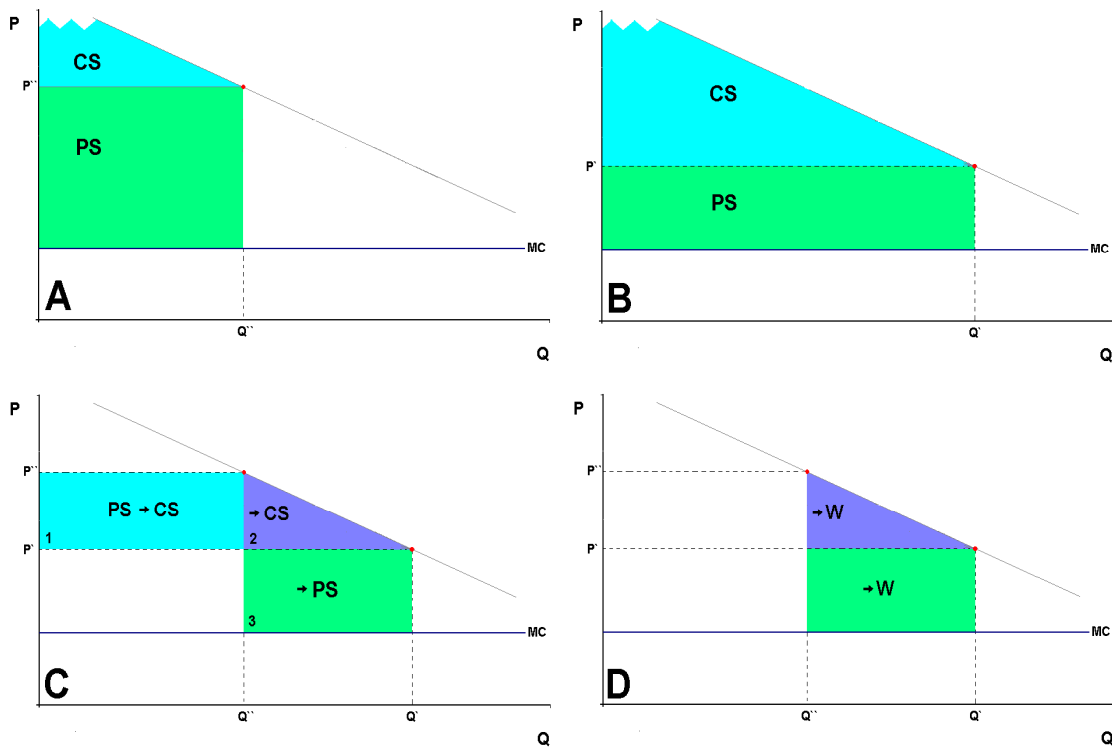 P
CS
P``
PS
MC
A
Q``
Q
P
CS
P`
PS
MC
B
Q`
Q
P
P``
PS → CS
→ CS
1
2
P`
→ PS
3
MC
C
Q``
Q`
Q
P
P``
→ W
P`
→ W
MC
D
Q``
Q`
Q